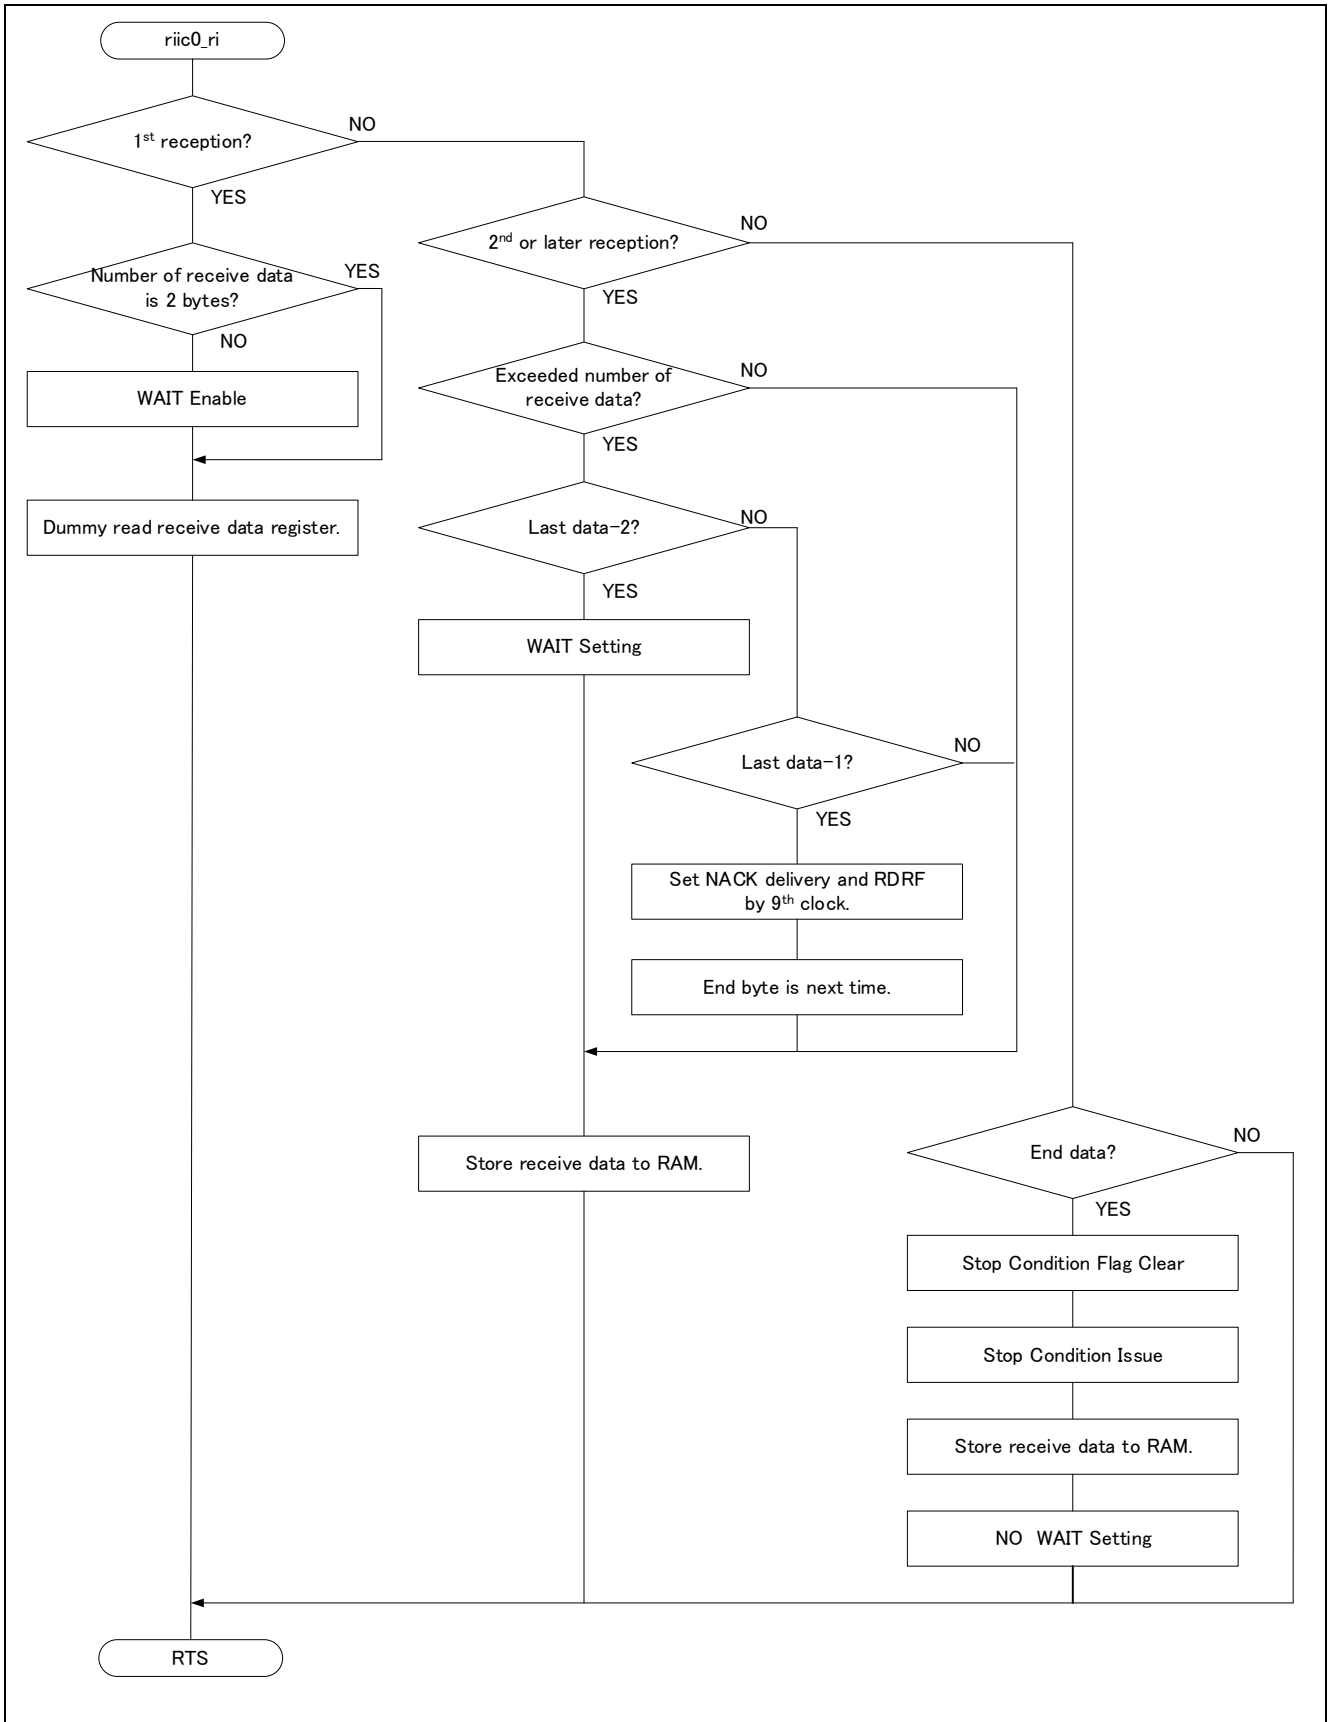 riic0_ri
1st reception?
NO
YES
2nd or later reception?
NO
YES
Number of receive data
is 2 bytes?
YES
NO
WAIT Enable
Exceeded number of
receive data?
NO
YES
Dummy read receive data register.
Last data-2?
NO
YES
WAIT Setting
Last data-1?
NO
YES
Set NACK delivery and RDRF
by 9th clock.
End byte is next time.
Store receive data to RAM.
End data?
NO
YES
Stop Condition Flag Clear
Stop Condition Issue
Store receive data to RAM.
NO WAIT Setting
RTS